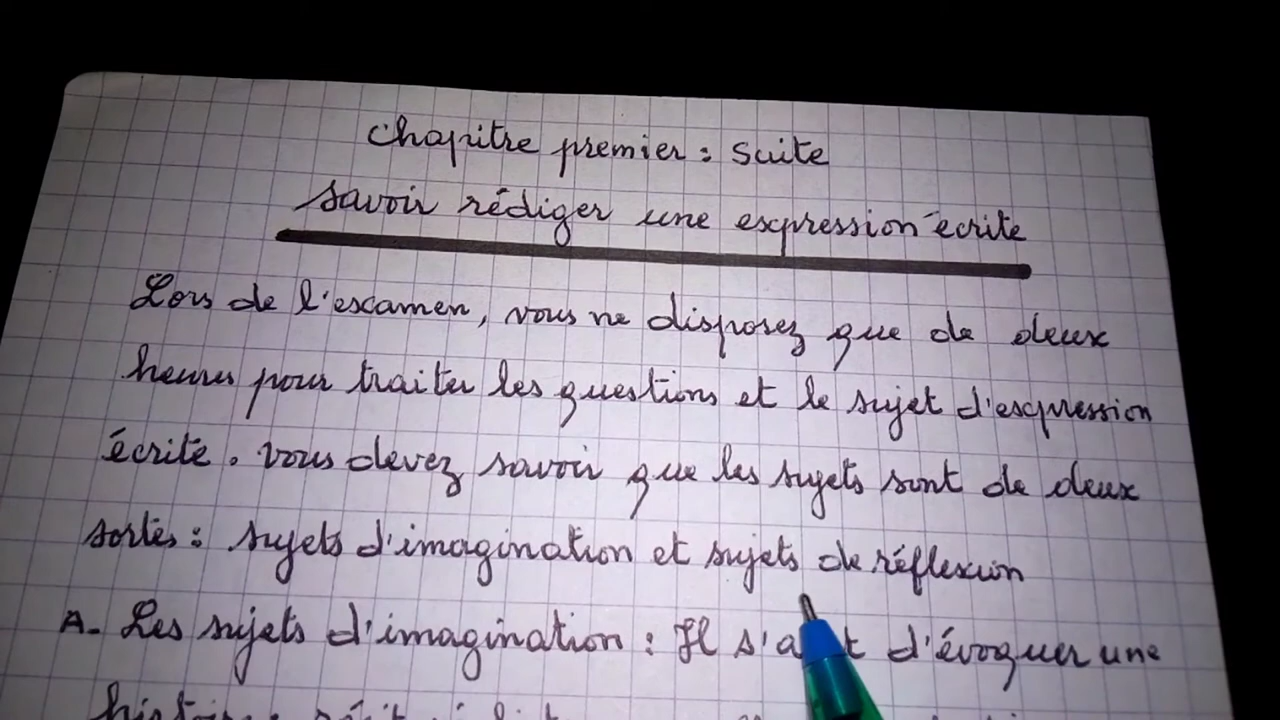 Chapitre premier : Suite
savoir rédiger une expression écrite
Lors de l'examen, vous ne disposez que de deux
heures pour traiter les questions et le sujet d'expression
écrite. Vous devez savoir que les sujets sont de deux
sortes : sujets d'imagination et sujets de réflexion
A. Les sujets d'imagination : Il d'évoquer une